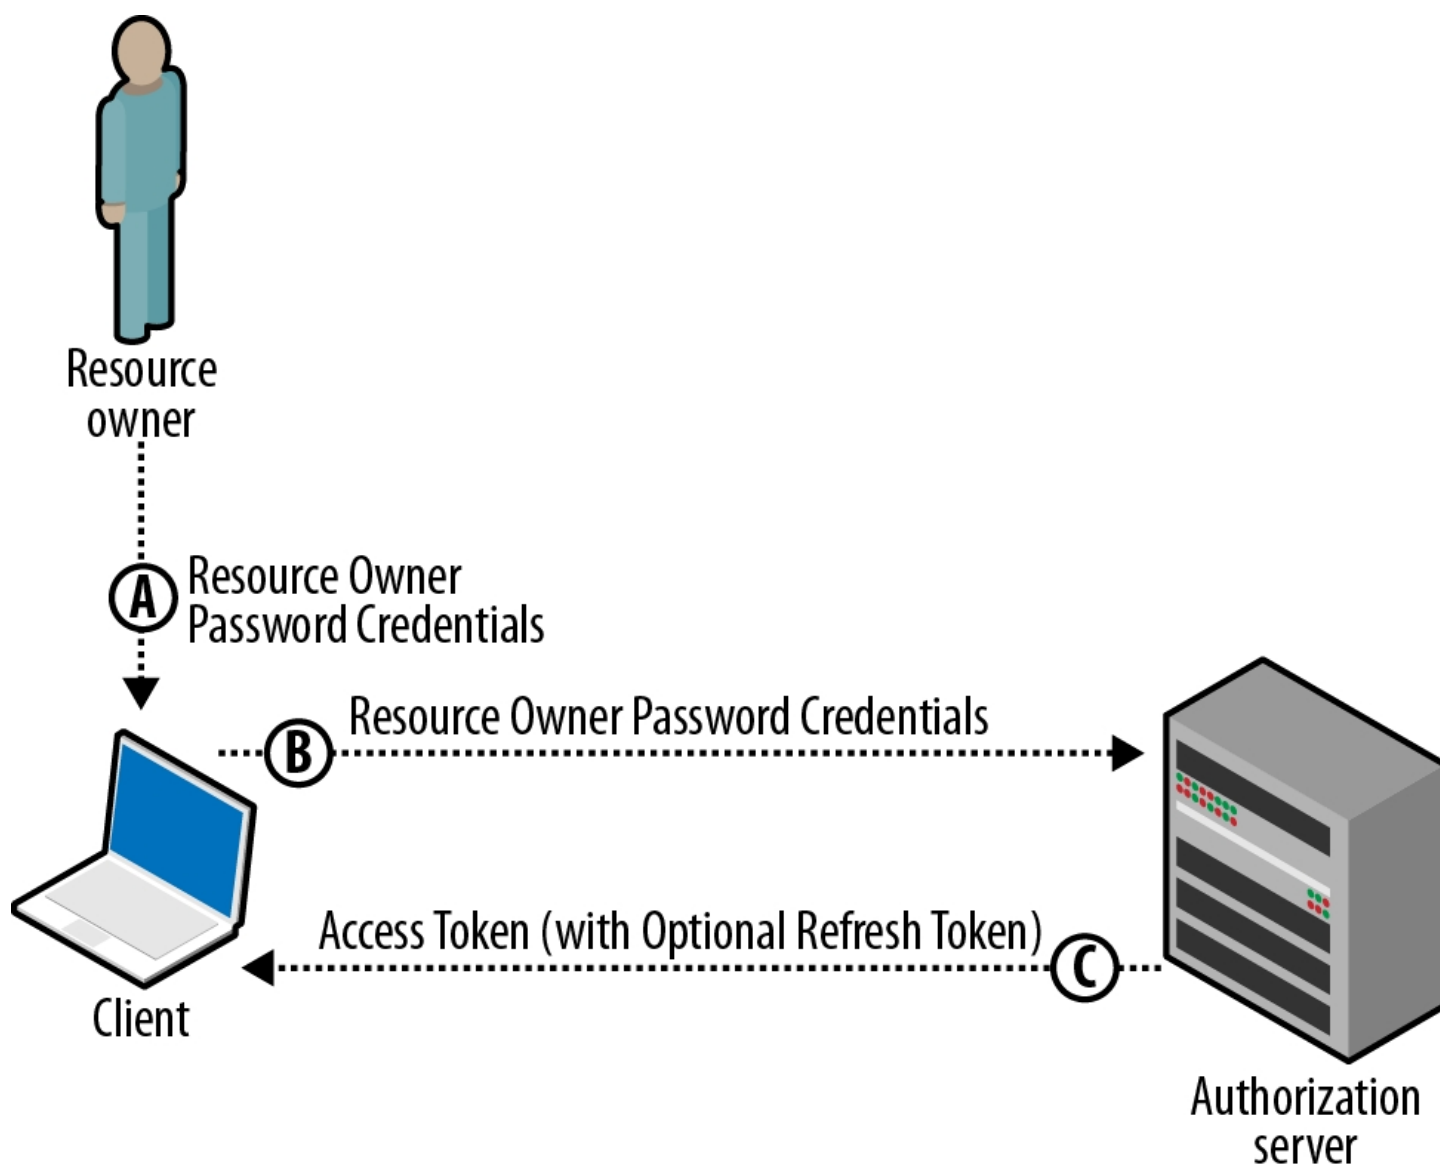 Resource
owner
A
Resource Owner
Password Credentials
Resource Owner Password Credentials
B
Access Token (with Optional Refresh Token)
C
Client
Authorization
server